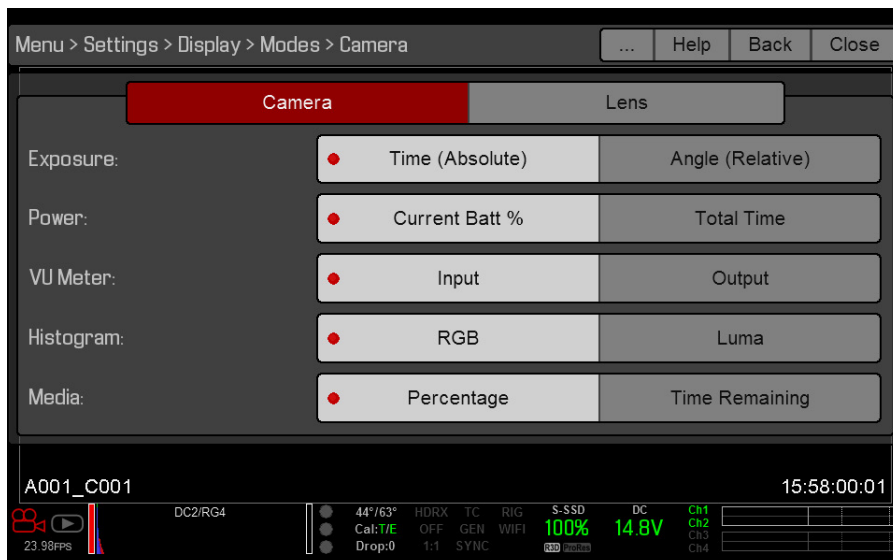 Menu > Settings > Display > Modes > Camera ... Help Back Close
Camera Lens
Exposure: Time (Absolute) Angle (Relative)
Power: Current Batt % Total Time
VU Meter: Input Output
Histogram: RGB Luma
Media: Percentage Time Remaining
A001_C001 15:58:00:01
DC2/RG4 44°/63° HDRX TC RIG S-SSD DC Ch1
Cal:T/E OFF GEN WIFI 100% 14.8V Ch2
Ch3
23.98FPS Drop:0 1:1 SYNC R3D ProRes Ch4